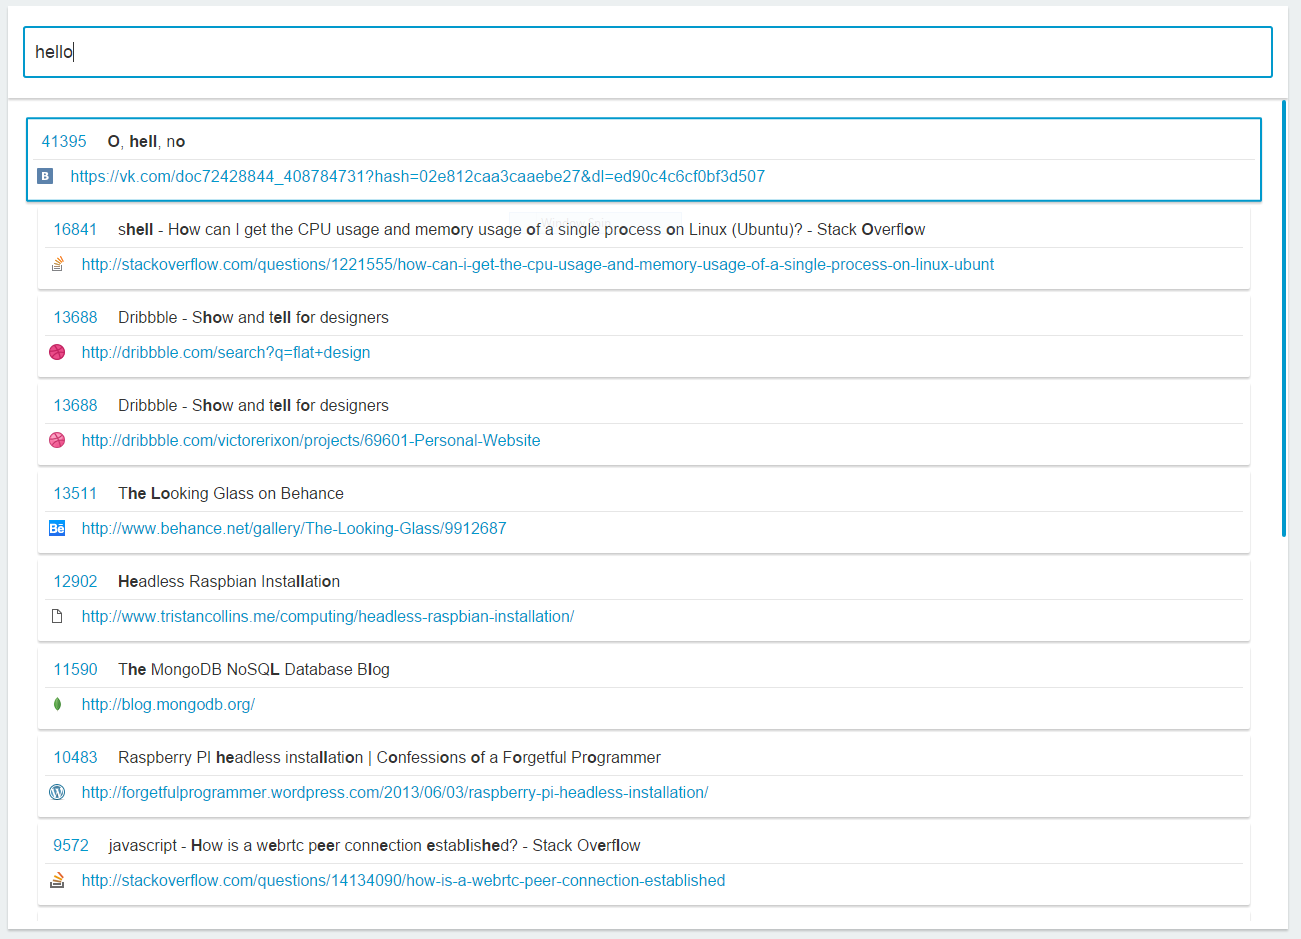 hello
41395 O, hell, no
B https://vk.com/doc72428844_408784731?hash=02e812caa3caaebe27&dl=ed90c4c6cf0bf3d507
16841 shell - How can I get the CPU usage and memory usage of a single process on Linux (Ubuntu)? - Stack Overflow
http://stackoverflow.com/questions/1221555/how-can-i-get-the-cpu-usage-and-memory-usage-of-a-single-process-on-linux-ubunt
13688 Dribbble - Show and tell for designers
http://dribbble.com/search?q=flat+design
13688 Dribbble - Show and tell for designers
http://dribbble.com/victorerixon/projects/69601-Personal-Website
13511 The Looking Glass on Behance
Bē http://www.behance.net/gallery/The-Looking-Glass/9912687
12902 Headless Raspbian Installation
http://www.tristancollins.me/computing/headless-raspbian-installation/
11590 The MongoDB NoSQL Database Blog
http://blog.mongodb.org/
10483 Raspberry PI headless installation | Confessions of a Forgetful Programmer
http://forgetfulprogrammer.wordpress.com/2013/06/03/raspberry-pi-headless-installation/
9572 javascript - How is a webrtc peer connection established? - Stack Overflow
http://stackoverflow.com/questions/14134090/how-is-a-webrtc-peer-connection-established